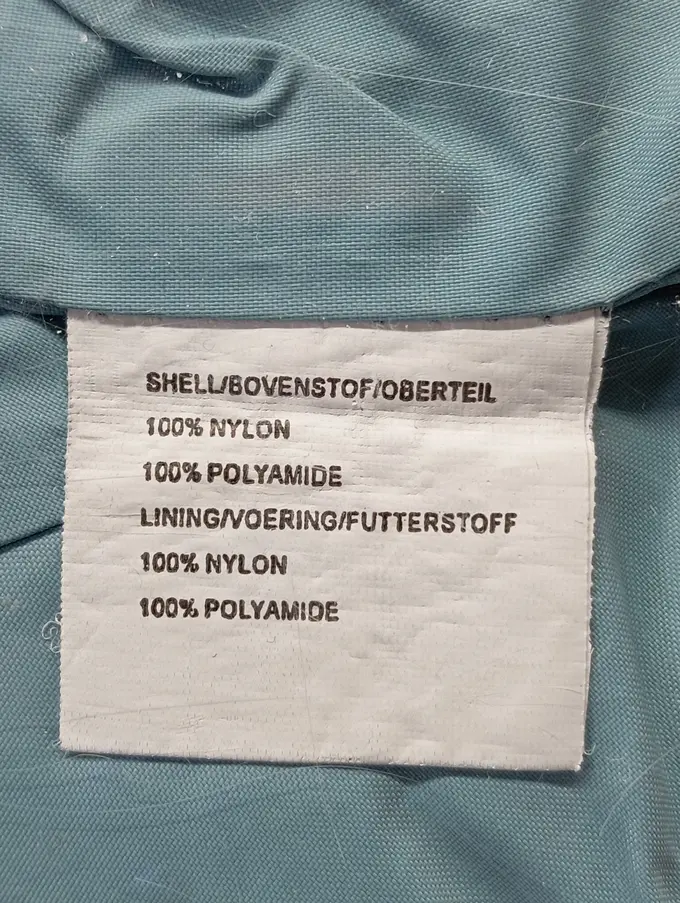 SHELL/BOVENSTOF/OBERTEIL
100% NYLON
100% POLYAMIDE
LINING/VOERING/FUTTERSTOFF
100% NYLON
100% POLYAMIDE